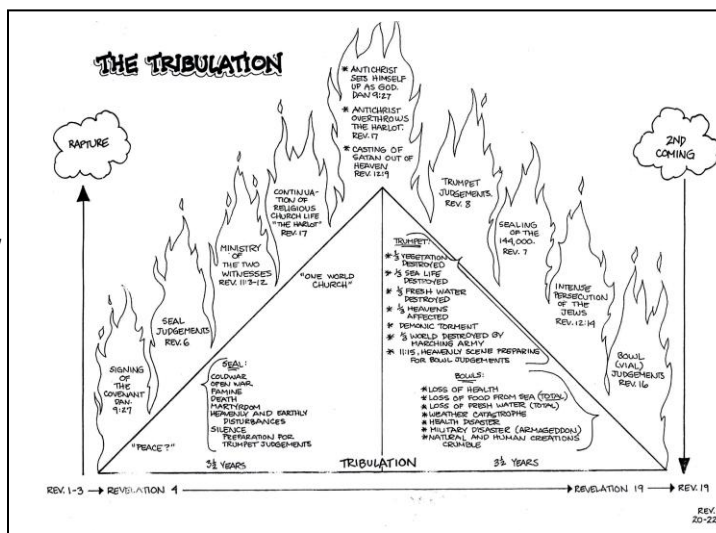 THE TRIBULATION
RAPTURE
2ND
COMING
SIGNING
OF
THE
COVENANT
DAN.
9:27
SEAL
JUDGEMENTS
REV. 6
MINISTRY
OF
THE TWO
WITNESSES
REV. 11:3-12
CONTINUA-
TION OF
RELIGIOUS
CHURCH LIFE
"THE HARLOT"
REV. 17
* ANTICHRIST
SETS HIMSELF
UP AS GOD.
DAN 9:27
* ANTICHRIST
OVERTHROWS
THE HARLOT.
REV. 17
* CASTING OF
SATAN OUT OF
HEAVEN
REV. 12:9
TRUMPET
JUDGEMENTS.
REV. 8
SEALING
OF THE
144,000.
REV. 7
INTENSE
PERSECUTION
OF THE
JEWS
REV. 12:14
BOWL
(VIAL)
JUDGEMENTS
REV. 16
"ONE WORLD
CHURCH"
SEAL:
COLDWAR
OPEN WAR
FAMINE
DEATH
MARTYRDOM
HEAVENLY AND EARTHLY
DISTURBANCES
SILENCE
PREPARATION FOR
TRUMPET JUDGEMENTS
"PEACE?"
TRUMPET:
* ⅓ VEGETATION
DESTROYED
* ⅓ SEA LIFE
DESTROYED
* ⅓ FRESH WATER
DESTROYED
* ⅓ HEAVENS
AFFECTED
* DEMONIC TORMENT
* ⅓ WORLD DESTROYED BY
MARCHING ARMY
* 11:15, HEAVENLY SCENE PREPARING
FOR BOWL JUDGEMENTS
BOWLS:
* LOSS OF HEALTH
* LOSS OF FOOD FROM SEA (TOTAL)
* LOSS OF FRESH WATER (TOTAL)
* WEATHER CATASTROPHE
* HEALTH DISASTER
* MILITARY DISASTER (ARMAGEDDON)
* NATURAL AND HUMAN CREATIONS
CRUMBLE
3½ YEARS
TRIBULATION
3½ YEARS
REV. 1-3
REVELATION 4
REVELATION 19
REV. 19
REV.
20-22